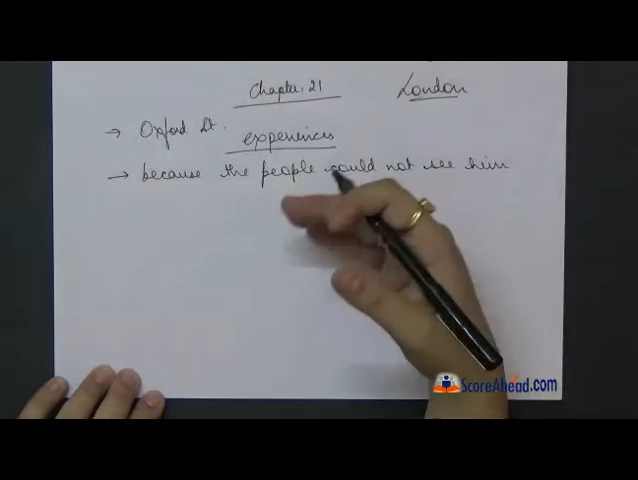 Chapter. 21 London
→ Oxford St.
experiences
→ because the people could not see him
ScoreAhead.com